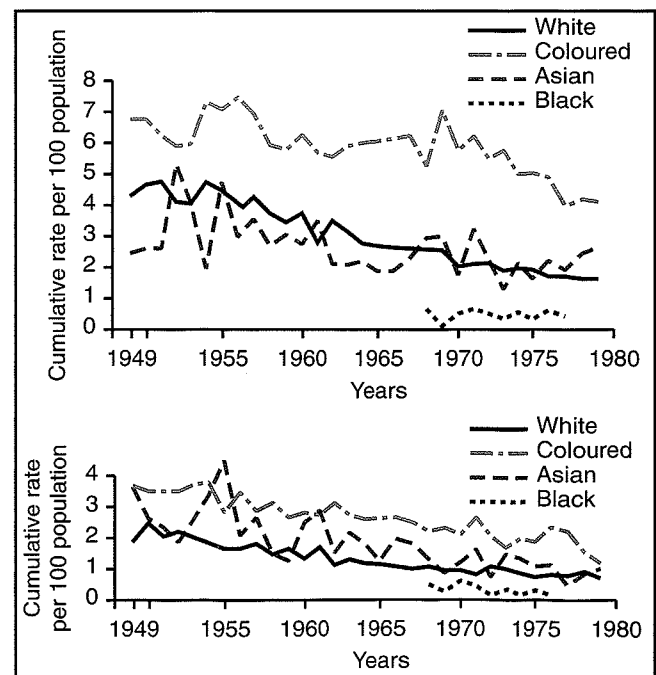 White
Coloured
Asian
Black
Cumulative rate per 100 population
8
7
6
5
4
3
2
1
0
1949 1955 1960 1965 1970 1975 1980
Years
White
Coloured
Asian
Black
Cumulative rate
per 100 population
4
3
2
1
0
1949 1955 1960 1965 1970 1975 1980
Years